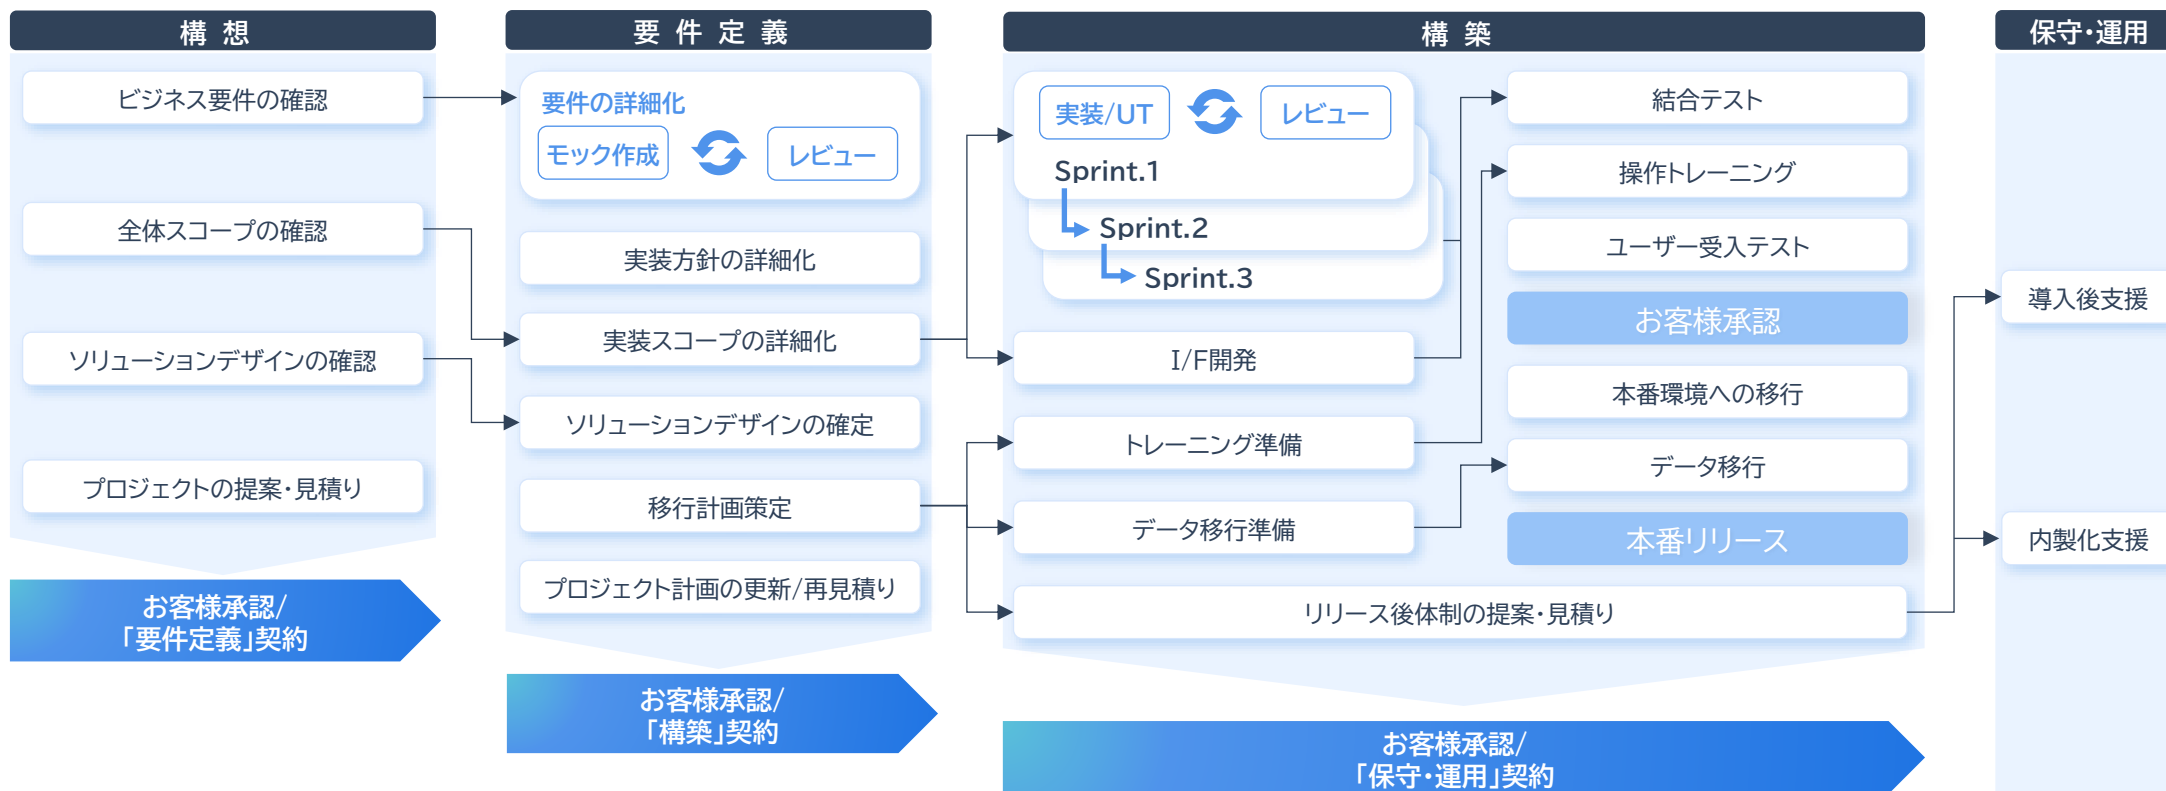 構想
ビジネス要件の確認
全体スコープの確認
ソリューションデザインの確認
プロジェクトの提案・見積り
お客様承認/
「要件定義」契約
要件定義
要件の詳細化
モック作成
レビュー
実装方針の詳細化
実装スコープの詳細化
ソリューションデザインの確定
移行計画策定
プロジェクト計画の更新/再見積り
お客様承認/
「構築」契約
構築
実装/UT
レビュー
Sprint.1
Sprint.2
Sprint.3
I/F開発
トレーニング準備
データ移行準備
結合テスト
操作トレーニング
ユーザー受入テスト
お客様承認
本番環境への移行
データ移行
本番リリース
リリース後体制の提案・見積り
お客様承認/
「保守・運用」契約
保守・運用
導入後支援
内製化支援